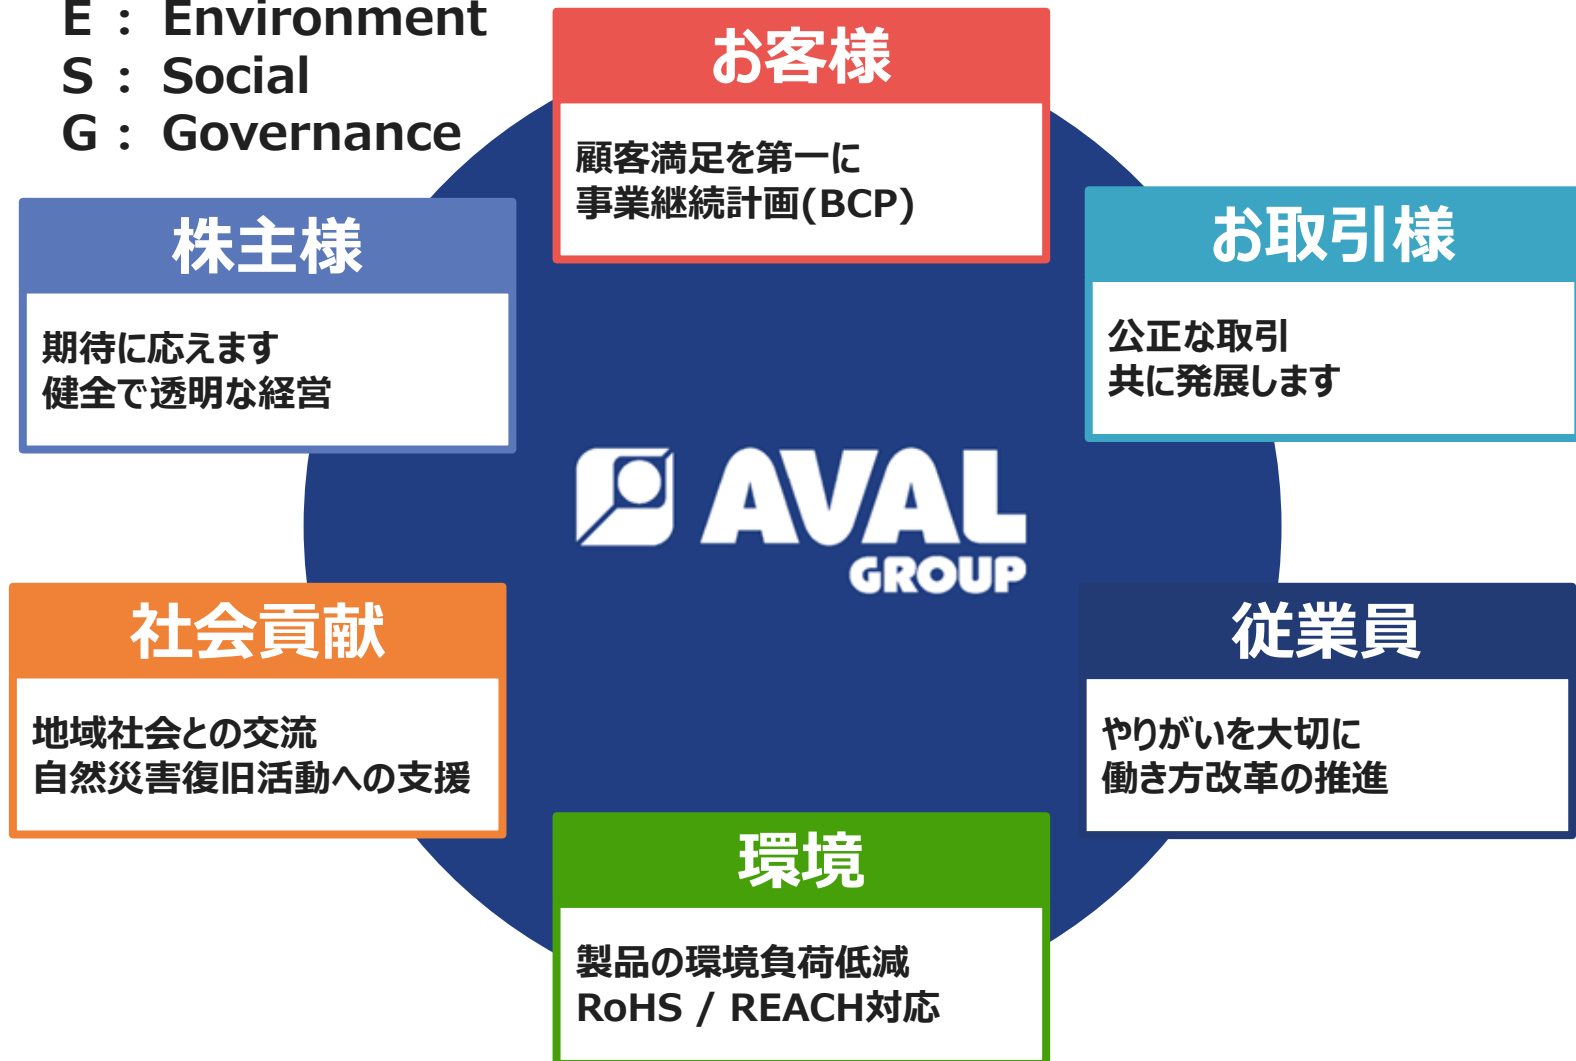 E : Environment
S : Social
G : Governance
お客様
顧客満足を第一に
事業継続計画(BCP)
株主様
期待に応えます
健全で透明な経営
お取引様
公正な取引
共に発展します
AVAL
GROUP
社会貢献
地域社会との交流
自然災害復旧活動への支援
従業員
やりがいを大切に
働き方改革の推進
環境
製品の環境負荷低減
RoHS / REACH対応